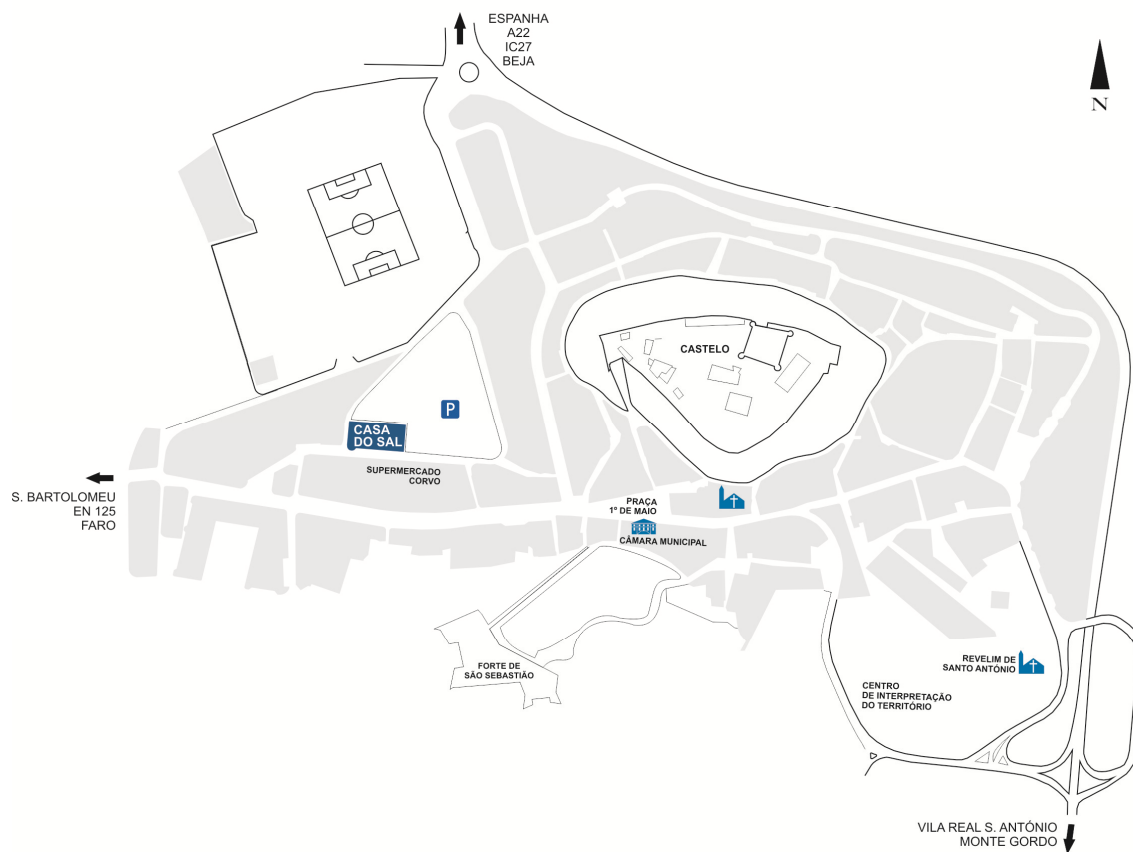 ESPANHA
A22
IC27
BEJA
N
CASTELO
P
CASA
DO SAL
SUPERMERCADO
CORVO
S. BARTOLOMEU
EN 125
FARO
PRAÇA
1º DE MAIO
CÂMARA MUNICIPAL
FORTE DE
SÃO SEBASTIÃO
REVELIM DE
SANTO ANTÓNIO
CENTRO
DE INTERPRETAÇÃO
DO TERRITÓRIO
VILA REAL S. ANTÓNIO
MONTE GORDO